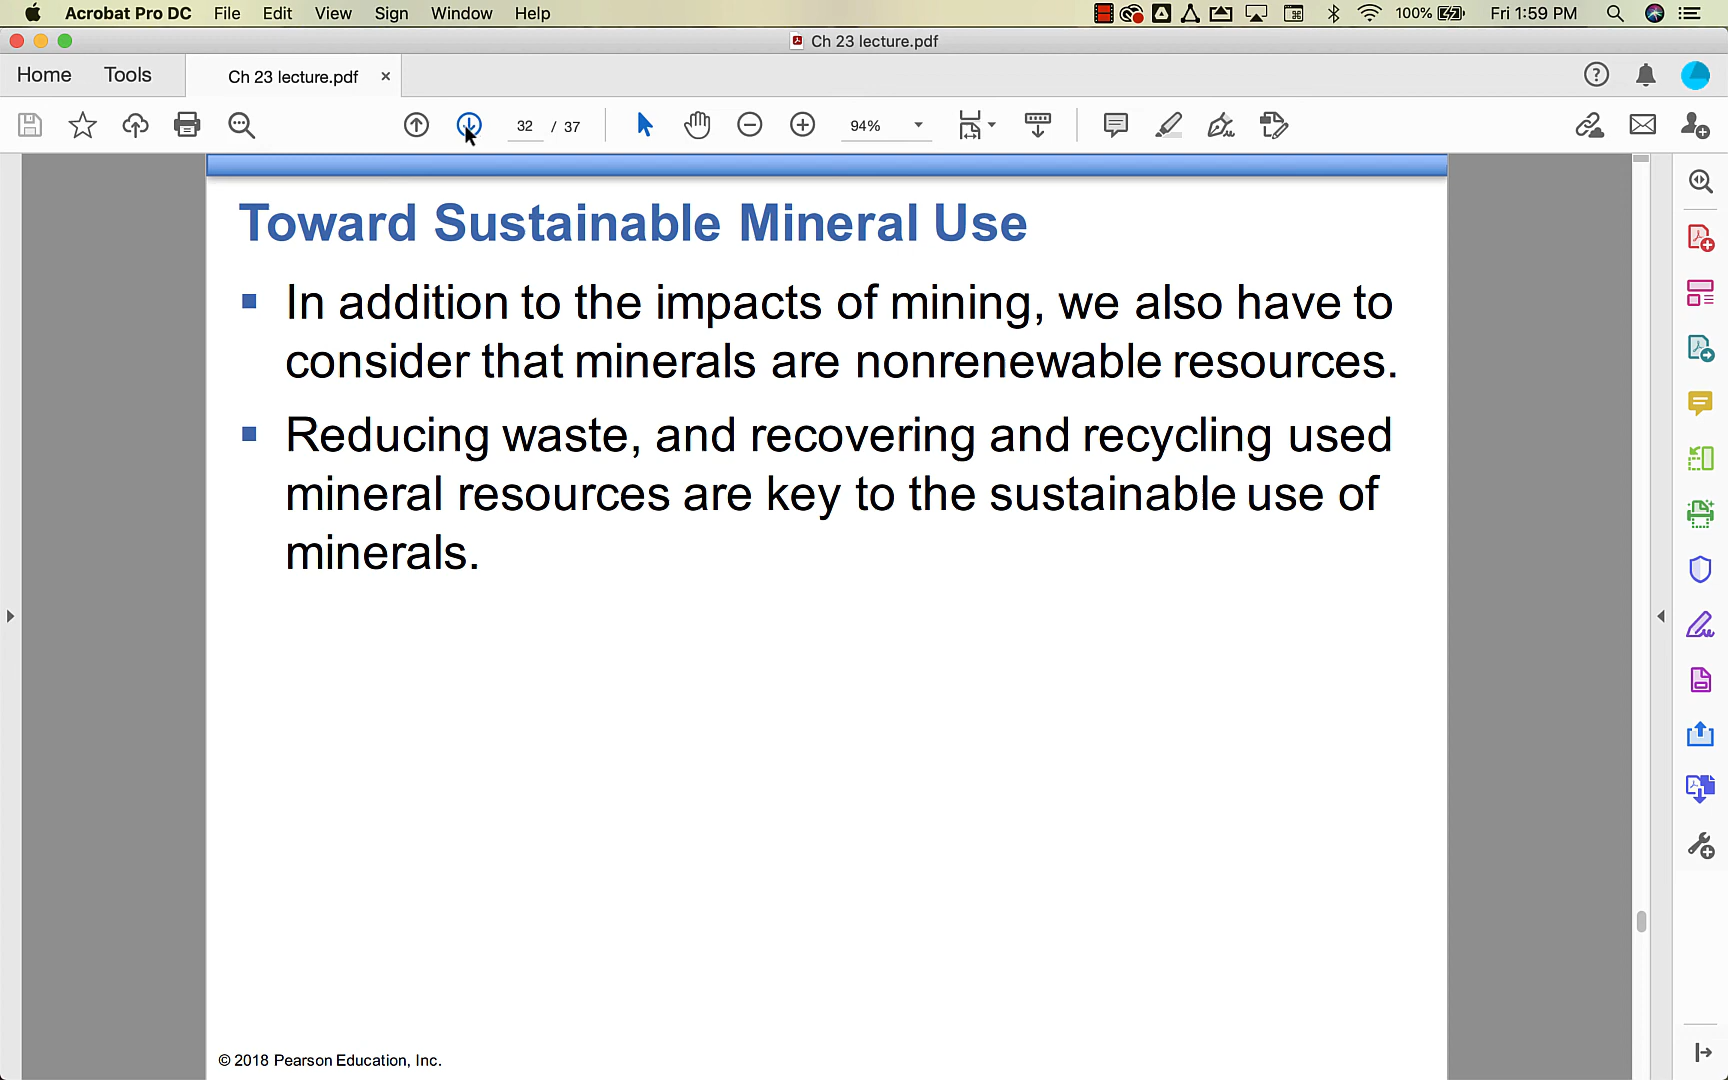 Acrobat Pro DC File Edit View Sign Window Help 100% Fri 1:59 PM
Ch 23 lecture.pdf
Home Tools Ch 23 lecture.pdf ×
32 / 37 94%
Toward Sustainable Mineral Use
In addition to the impacts of mining, we also have to
consider that minerals are nonrenewable resources.
Reducing waste, and recovering and recycling used
mineral resources are key to the sustainable use of
minerals.
© 2018 Pearson Education, Inc.